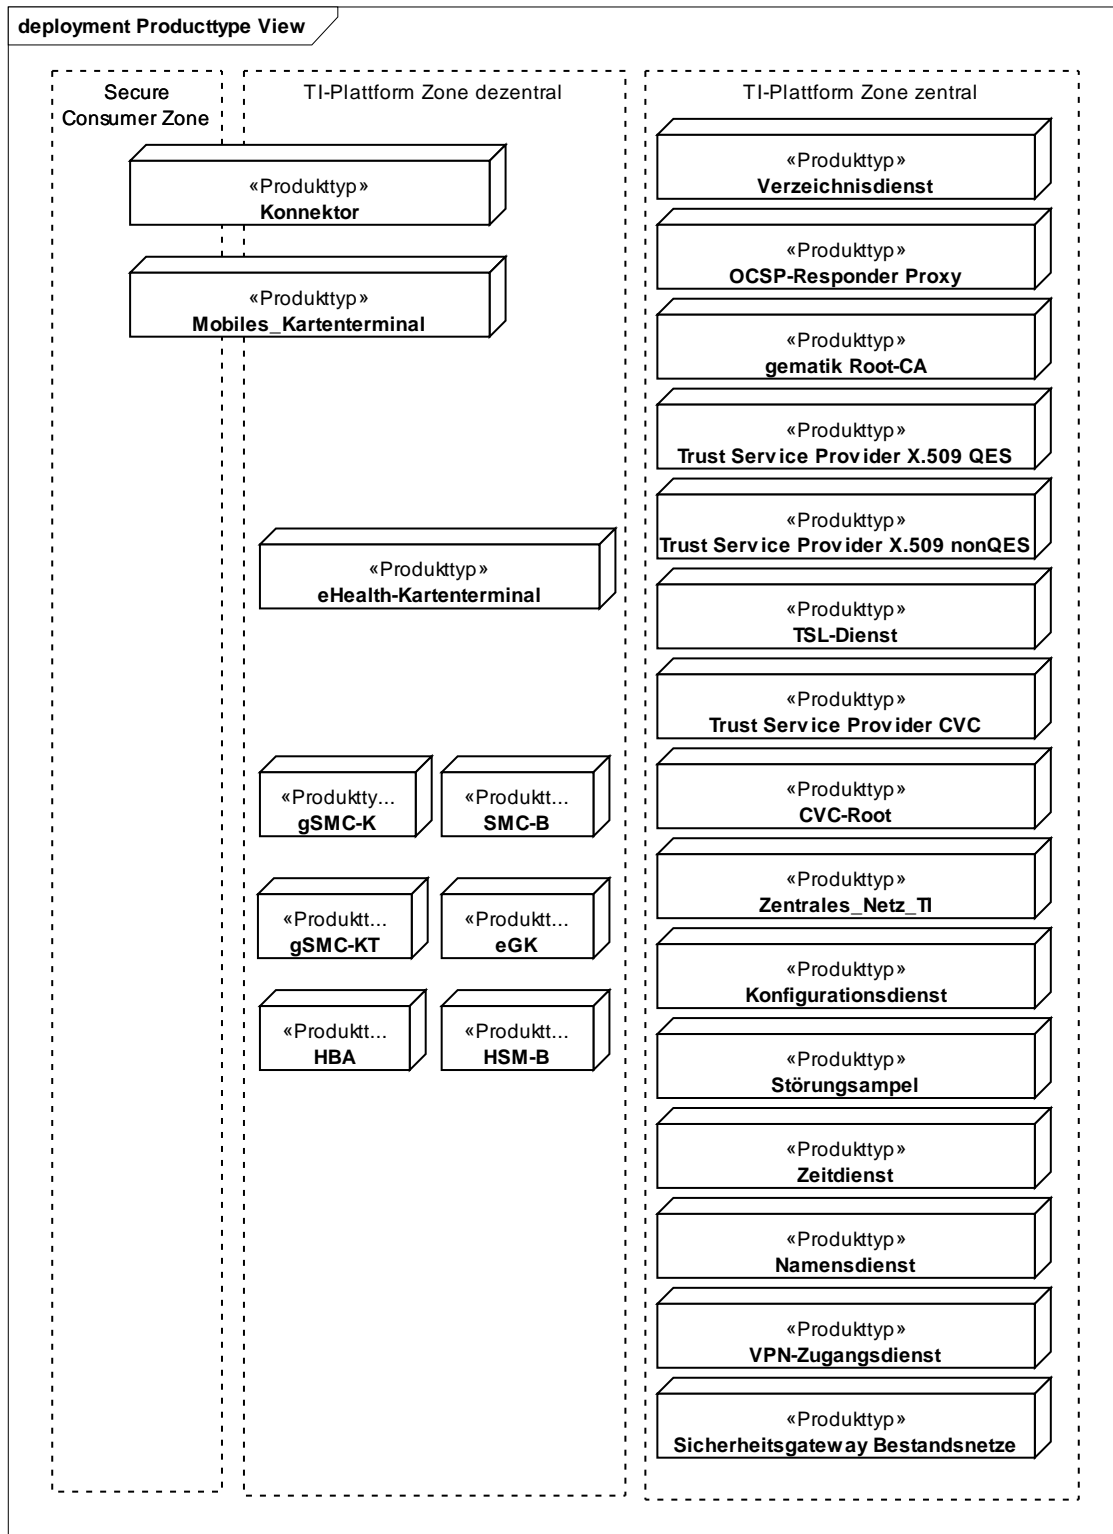 deployment Producttype View
Secure
Consumer Zone
TI-Plattform Zone dezentral
TI-Plattform Zone zentral
«Produkttyp»
Konnektor
«Produkttyp»
Mobiles_Kartenterminal
«Produkttyp»
eHealth-Kartenterminal
«Produktty...
gSMC-K
«Produktt...
SMC-B
«Produktt...
gSMC-KT
«Produktt...
eGK
«Produktt...
HBA
«Produktt...
HSM-B
«Produkttyp»
Verzeichnisdienst
«Produkttyp»
OCSP-Responder Proxy
«Produkttyp»
gematik Root-CA
«Produkttyp»
Trust Service Provider X.509 QES
«Produkttyp»
Trust Service Provider X.509 nonQES
«Produkttyp»
TSL-Dienst
«Produkttyp»
Trust Service Provider CVC
«Produkttyp»
CVC-Root
«Produkttyp»
Zentrales_Netz_TI
«Produkttyp»
Konfigurationsdienst
«Produkttyp»
Störungsampel
«Produkttyp»
Zeitdienst
«Produkttyp»
Namensdienst
«Produkttyp»
VPN-Zugangsdienst
«Produkttyp»
Sicherheitsgateway Bestandsnetze